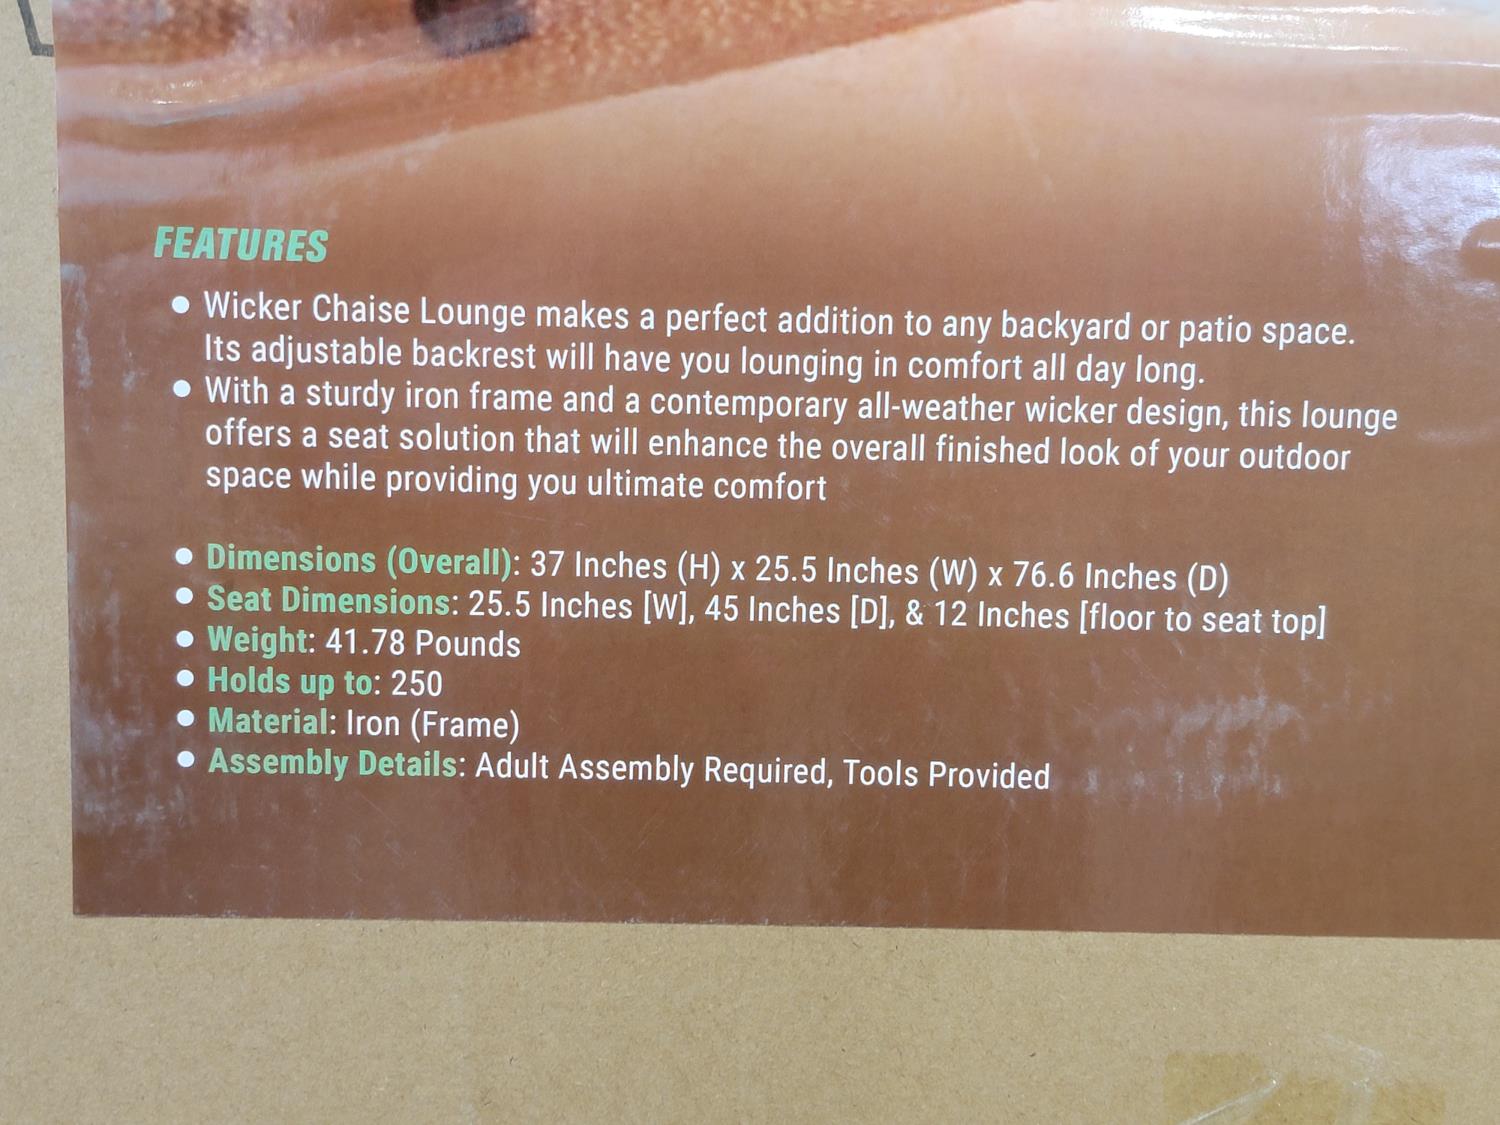 FEATURES
● Wicker Chaise Lounge makes a perfect addition to any backyard or patio space.
Its adjustable backrest will have you lounging in comfort all day long.
● With a sturdy iron frame and a contemporary all-weather wicker design, this lounge
offers a seat solution that will enhance the overall finished look of your outdoor
space while providing you ultimate comfort
● Dimensions (Overall): 37 Inches (H) x 25.5 Inches (W) x 76.6 Inches (D)
● Seat Dimensions: 25.5 Inches [W], 45 Inches [D], & 12 Inches [floor to seat top]
● Weight: 41.78 Pounds
● Holds up to: 250
● Material: Iron (Frame)
● Assembly Details: Adult Assembly Required, Tools Provided